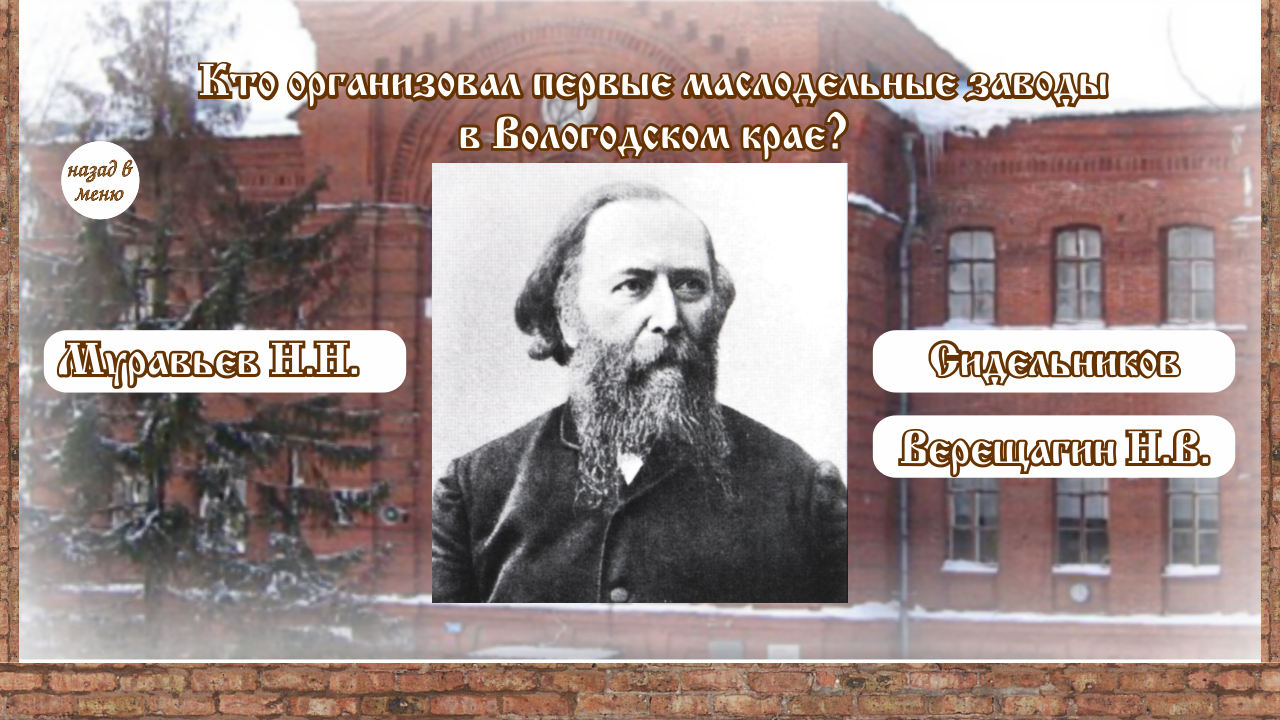 Кто организовал первые маслодельные заводы
в Вологодском крае?
назад в
меню
Муравьев Н.Н.
Сидельников
Верещагин Н.В.